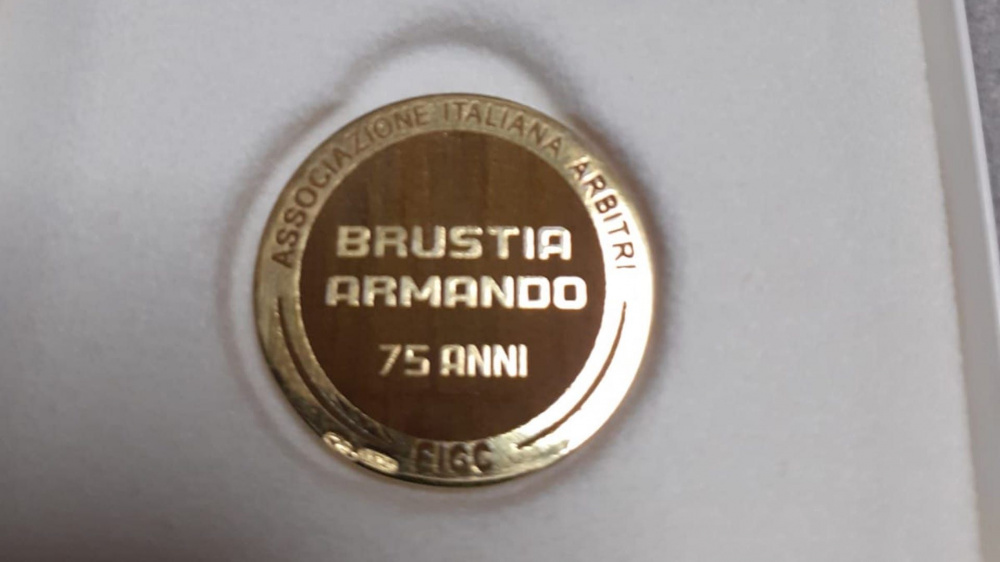 ASSOCIAZIONE ITALIANA ARBITRI
BRUSTIA
ARMANDO
75 ANNI
FIGC